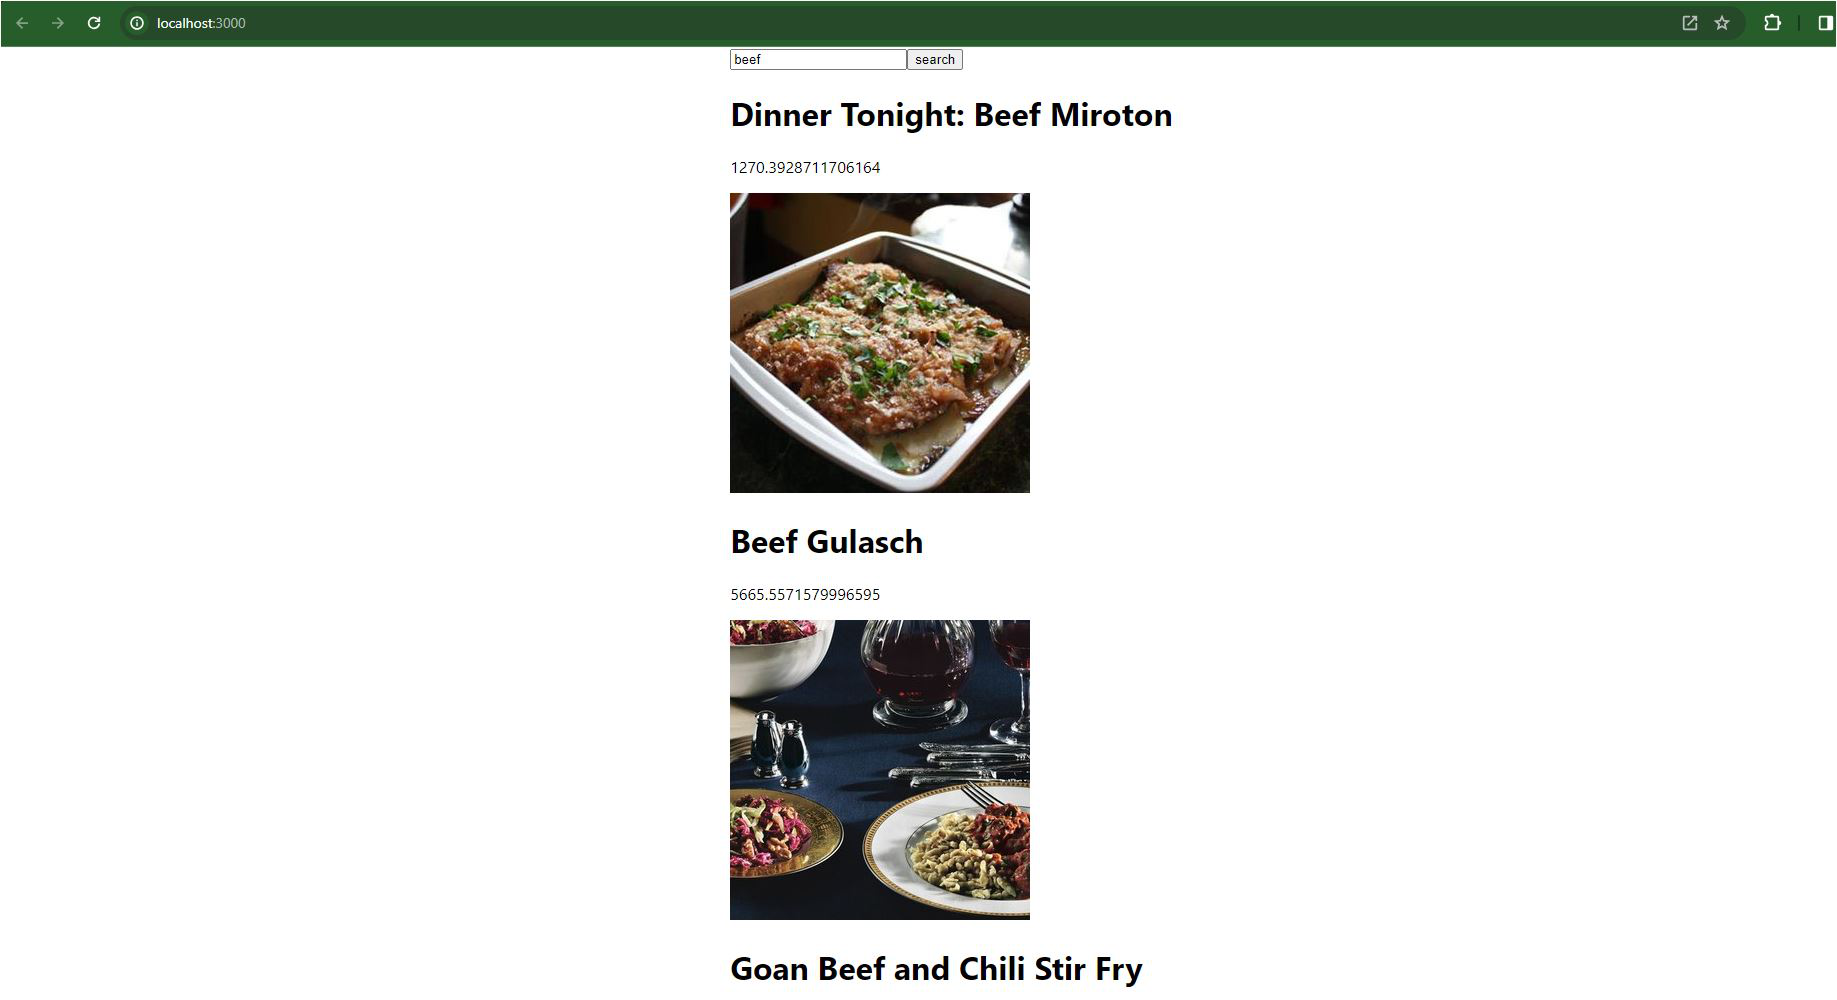 localhost:3000
beef
search
Dinner Tonight: Beef Miroton
1270.3928711706164
Beef Gulasch
5665.5571579996595
Goan Beef and Chili Stir Fry